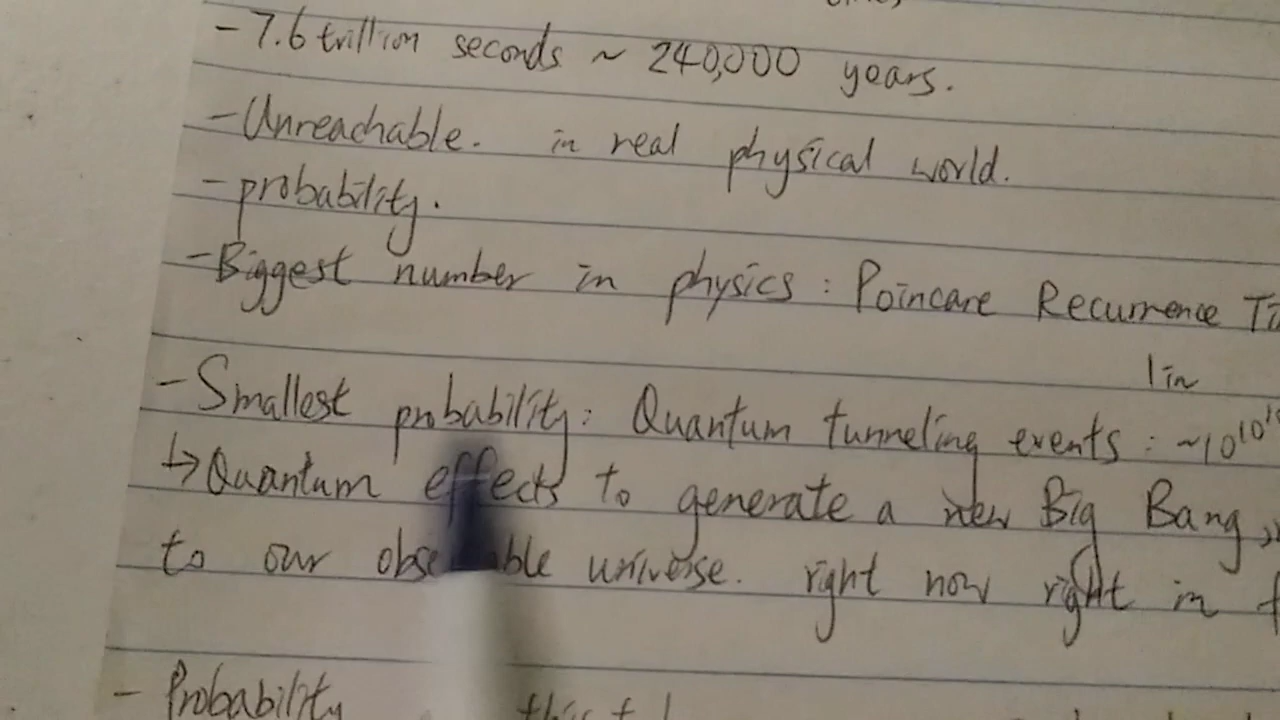 - 7.6 trillion seconds ~ 240,000 years.
- Unreachable. in real physical world.
- probability.
- Biggest number in physics : Poincare Recurrence
1 in
- Smallest probability : Quantum tunneling events : ~10^10
↳ Quantum effects to generate a new Big Bang,
to our universe. right now right in
- Probability